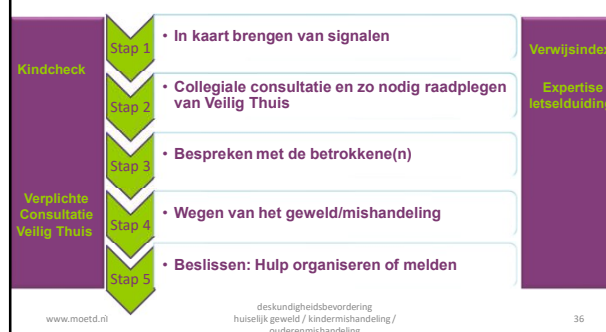 Kindcheck
Verplichte
Consultatie
Veilig Thuis
Stap 1
• In kaart brengen van signalen
Stap 2
• Collegiale consultatie en zo nodig raadplegen
van Veilig Thuis
Stap 3
• Bespreken met de betrokkene(n)
Stap 4
• Wegen van het geweld/mishandeling
Stap 5
• Beslissen: Hulp organiseren of melden
Verwijsindex
Expertise
letselduiding
www.moetd.nl
deskundigheidsbevordering
huiselijk geweld / kindermishandeling /
ouderenmishandeling
36